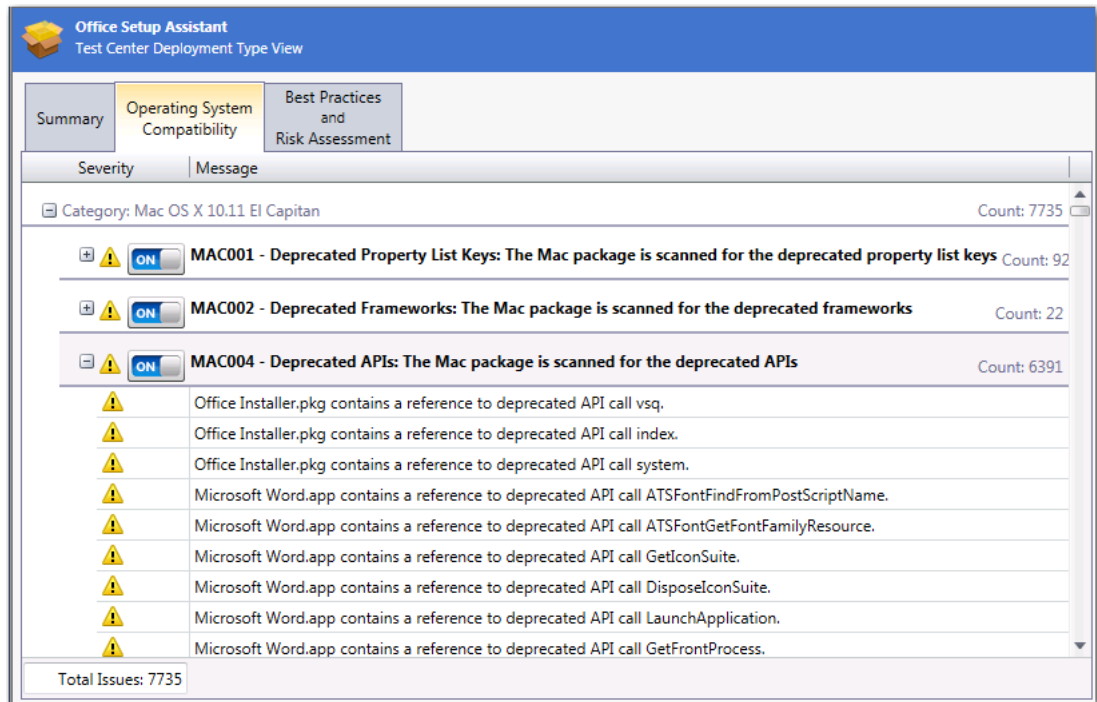 Office Setup Assistant
Test Center Deployment Type View
Summary
Operating System
Compatibility
Best Practices
and
Risk Assessment
Severity Message
Category: Mac OS X 10.11 El Capitan Count: 7735
ON MAC001 - Deprecated Property List Keys: The Mac package is scanned for the deprecated property list keys Count: 92
ON MAC002 - Deprecated Frameworks: The Mac package is scanned for the deprecated frameworks Count: 22
ON MAC004 - Deprecated APIs: The Mac package is scanned for the deprecated APIs Count: 6391
Office Installer.pkg contains a reference to deprecated API call vsq.
Office Installer.pkg contains a reference to deprecated API call index.
Office Installer.pkg contains a reference to deprecated API call system.
Microsoft Word.app contains a reference to deprecated API call ATSFontFindFromPostScriptName.
Microsoft Word.app contains a reference to deprecated API call ATSFontGetFontFamilyResource.
Microsoft Word.app contains a reference to deprecated API call GetIconSuite.
Microsoft Word.app contains a reference to deprecated API call DisposeIconSuite.
Microsoft Word.app contains a reference to deprecated API call LaunchApplication.
Microsoft Word.app contains a reference to deprecated API call GetFrontProcess.
Total Issues: 7735